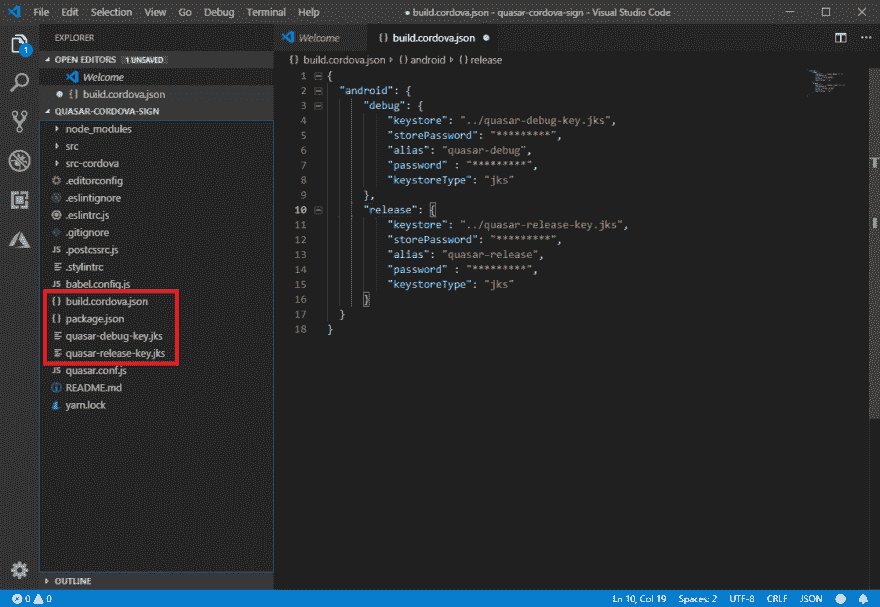 File Edit Selection View Go Debug Terminal Help ● build.cordova.json - quasar-cordova-sign - Visual Studio Code
EXPLORER
OPEN EDITORS 1 UNSAVED
Welcome
{ } build.cordova.json
QUASAR-CORDOVA-SIGN
node_modules
src
src-cordova
.editorconfig
.eslintignore
.eslintrc.js
.gitignore
JS .postcssrc.js
.stylintrc
JS babel.config.js
{ } build.cordova.json
{ } package.json
quasar-debug-key.jks
quasar-release-key.jks
JS quasar.conf.js
README.md
yarn.lock
OUTLINE
1
Welcome { } build.cordova.json ●
{ } build.cordova.json › { } android › { } release
1 {
2 "android": {
3 "debug": {
4 "keystore": "../quasar-debug-key.jks",
5 "storePassword": "*********",
6 "alias": "quasar-debug",
7 "password" : "*********",
8 "keystoreType": "jks"
9 },
10 "release": {
11 "keystore": "../quasar-release-key.jks",
12 "storePassword": "*********",
13 "alias": "quasar-release",
14 "password" : "*********",
15 "keystoreType": "jks"
16 }
17 }
18 }
0 0 Ln 10, Col 19 Spaces: 2 UTF-8 CRLF JSON